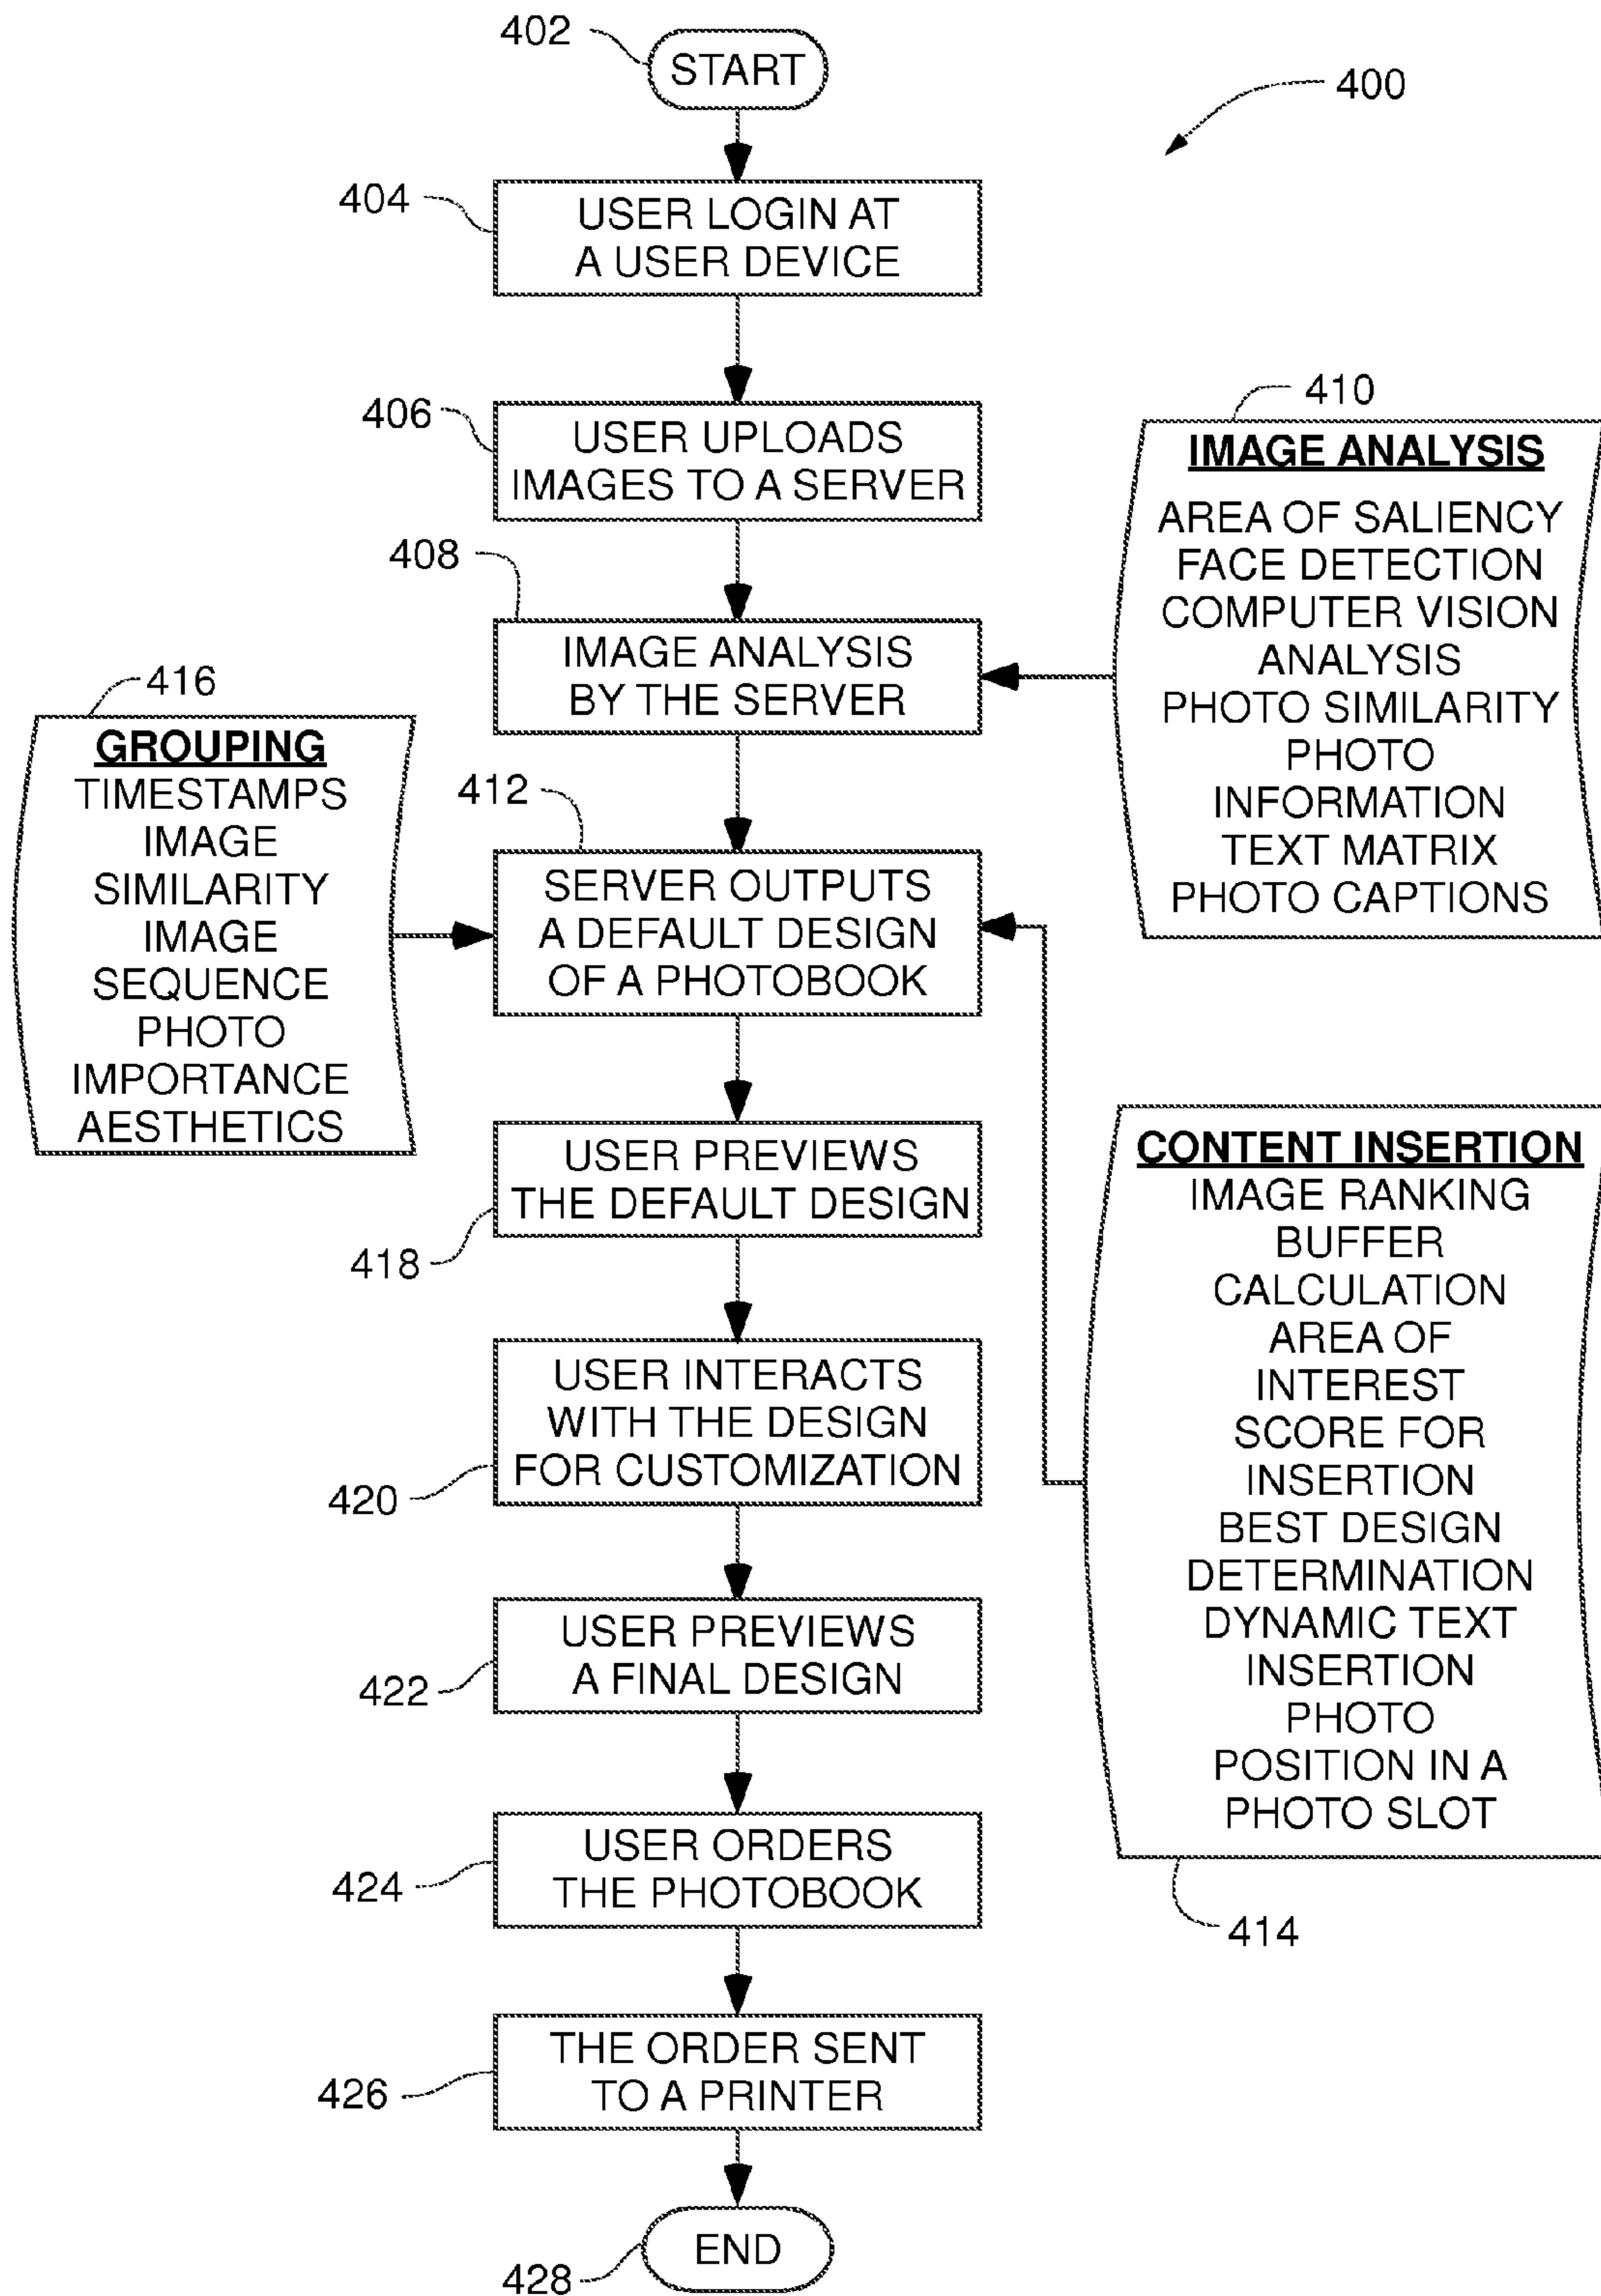 402
START
400
404
USER LOGIN AT
A USER DEVICE
406
USER UPLOADS
IMAGES TO A SERVER
408
IMAGE ANALYSIS
BY THE SERVER
410
IMAGE ANALYSIS
AREA OF SALIENCY
FACE DETECTION
COMPUTER VISION
ANALYSIS
PHOTO SIMILARITY
PHOTO
INFORMATION
TEXT MATRIX
PHOTO CAPTIONS
416
GROUPING
TIMESTAMPS
IMAGE
SIMILARITY
IMAGE
SEQUENCE
PHOTO
IMPORTANCE
AESTHETICS
412
SERVER OUTPUTS
A DEFAULT DESIGN
OF A PHOTOBOOK
CONTENT INSERTION
IMAGE RANKING
BUFFER
CALCULATION
AREA OF
INTEREST
SCORE FOR
INSERTION
BEST DESIGN
DETERMINATION
DYNAMIC TEXT
INSERTION
PHOTO
POSITION IN A
PHOTO SLOT
414
USER PREVIEWS
THE DEFAULT DESIGN
418
USER INTERACTS
WITH THE DESIGN
FOR CUSTOMIZATION
420
USER PREVIEWS
A FINAL DESIGN
422
USER ORDERS
THE PHOTOBOOK
424
THE ORDER SENT
TO A PRINTER
426
END
428